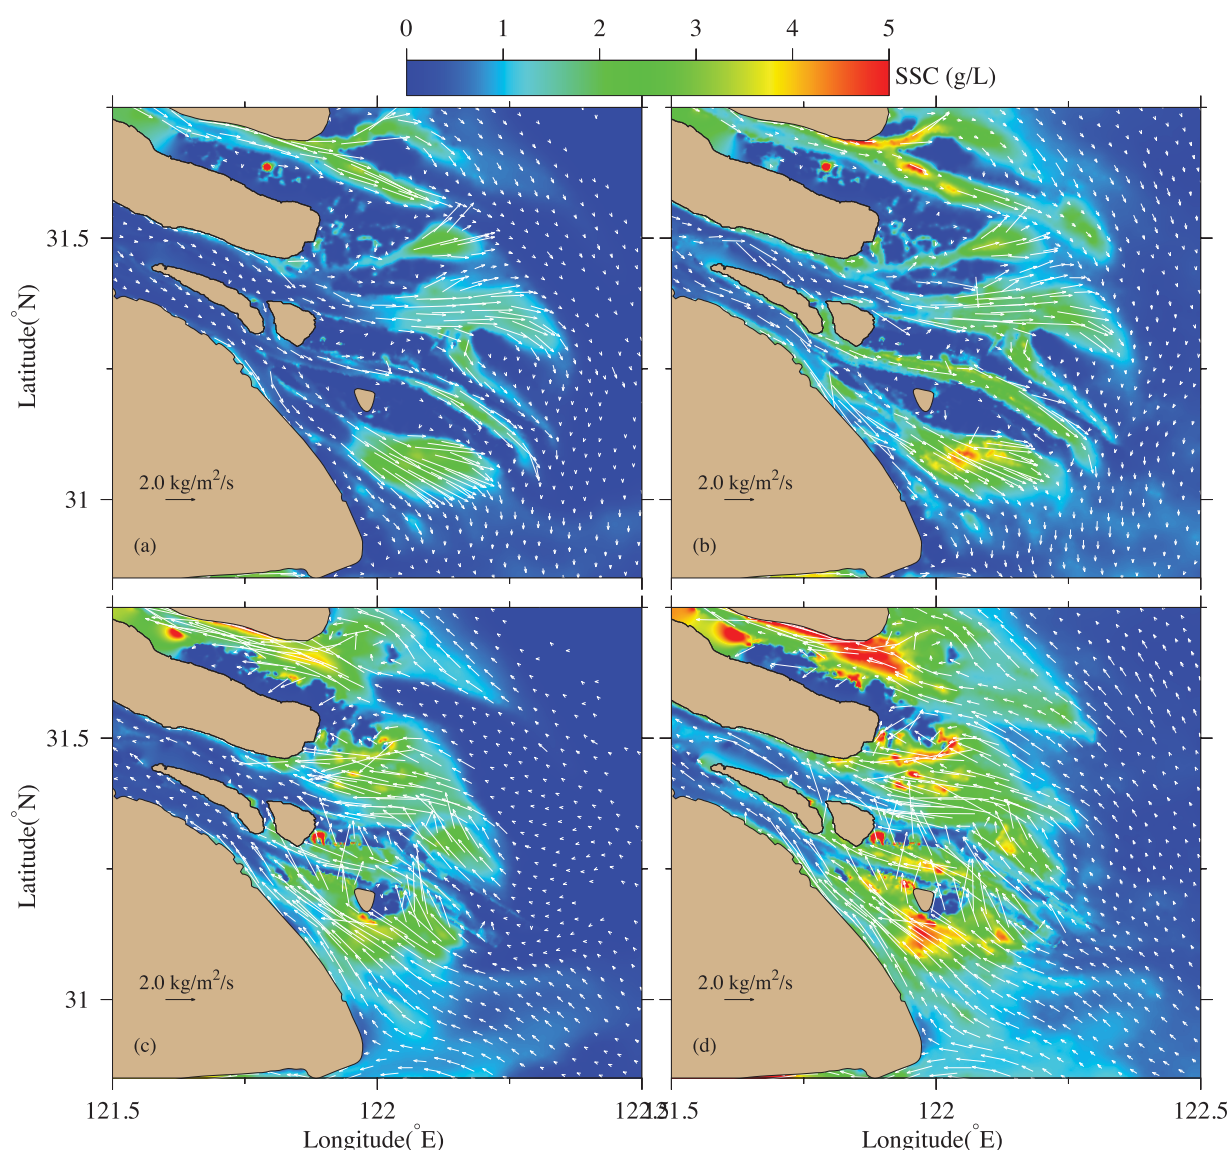 0 1 2 3 4 5
SSC (g/L)
31.5
Latitude(°N)
2.0 kg/m²/s
2.0 kg/m²/s
31
(a)
(b)
31.5
Latitude(°N)
2.0 kg/m²/s
2.0 kg/m²/s
31
(c)
(d)
121.5 122 122.5
121.5 122 122.5
Longitude(°E)
Longitude(°E)